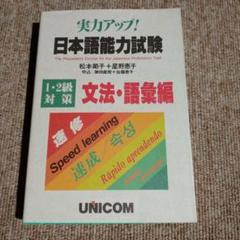 実力アップ!
日本語能力試験
The Preparatory Course for the Japanese Proficiency Test
松本節子+星野恵子
1・2級
対策
文法・語彙編
速修
Speed learning
速成 속성
Rápido aprendendo
UNICOM